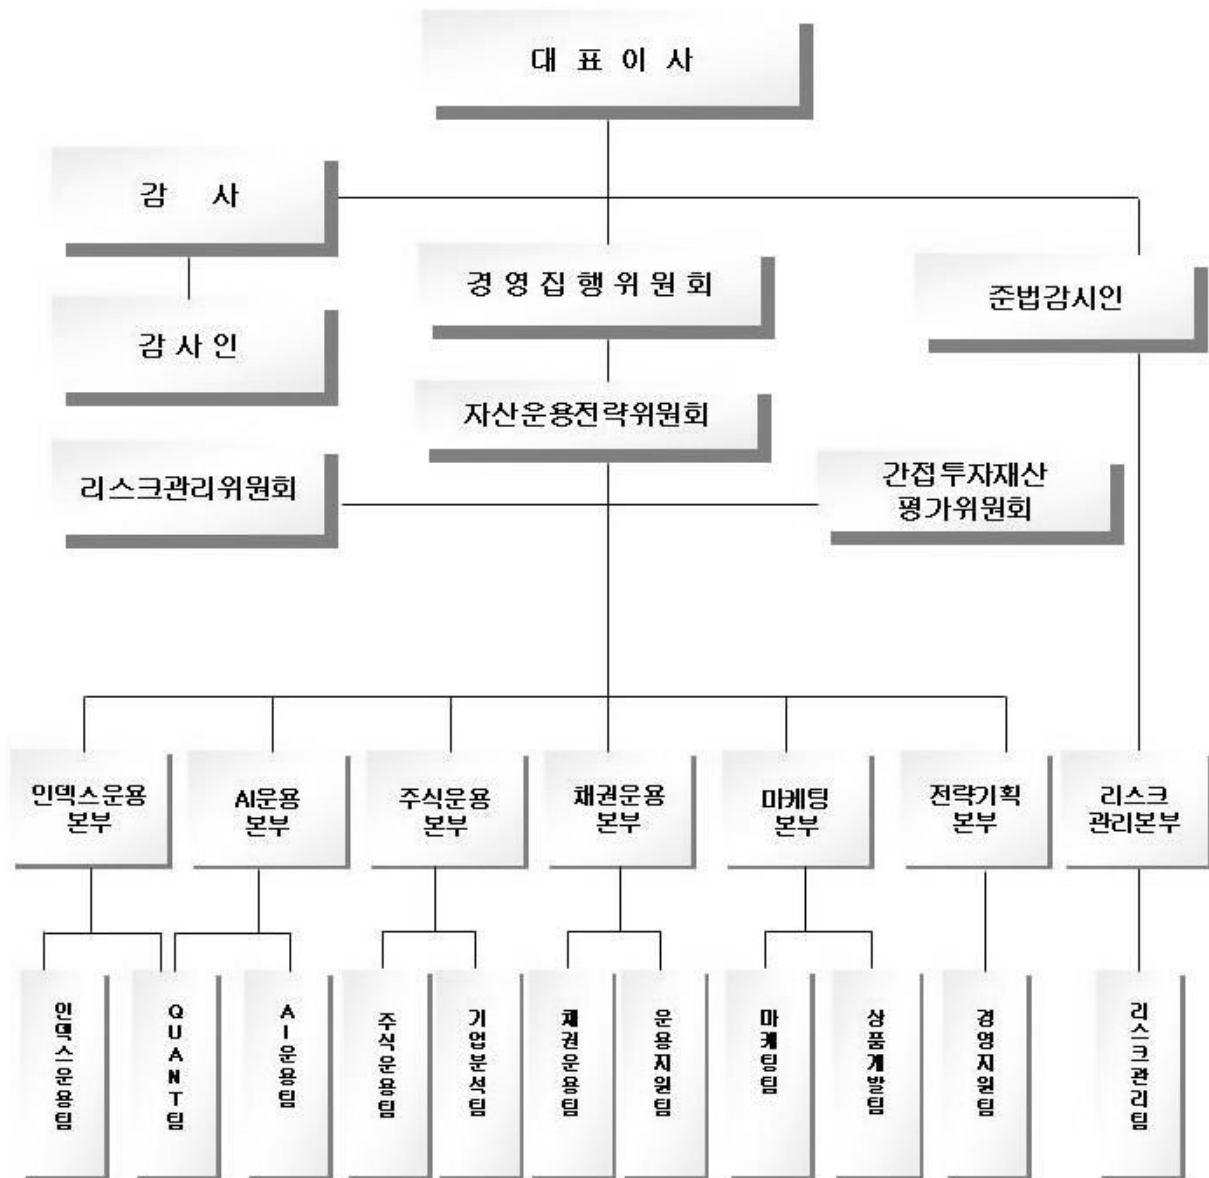 대 표 이 사
감 사
경 영 집 행 위 원 회
준법감시인
감 사 인
자산운용전략위원회
리스크관리위원회
간접투자재산
평가위원회
인덱스운용
본부
AI운용
본부
주식운용
본부
채권운용
본부
마케팅
본부
전략기획
본부
리스크
관리본부
인덱스운용팀
QUANT팀
AI운용팀
주식운용팀
기업분석팀
채권운용팀
운용지원팀
마케팅팀
상품개발팀
경영지원팀
리스크관리팀